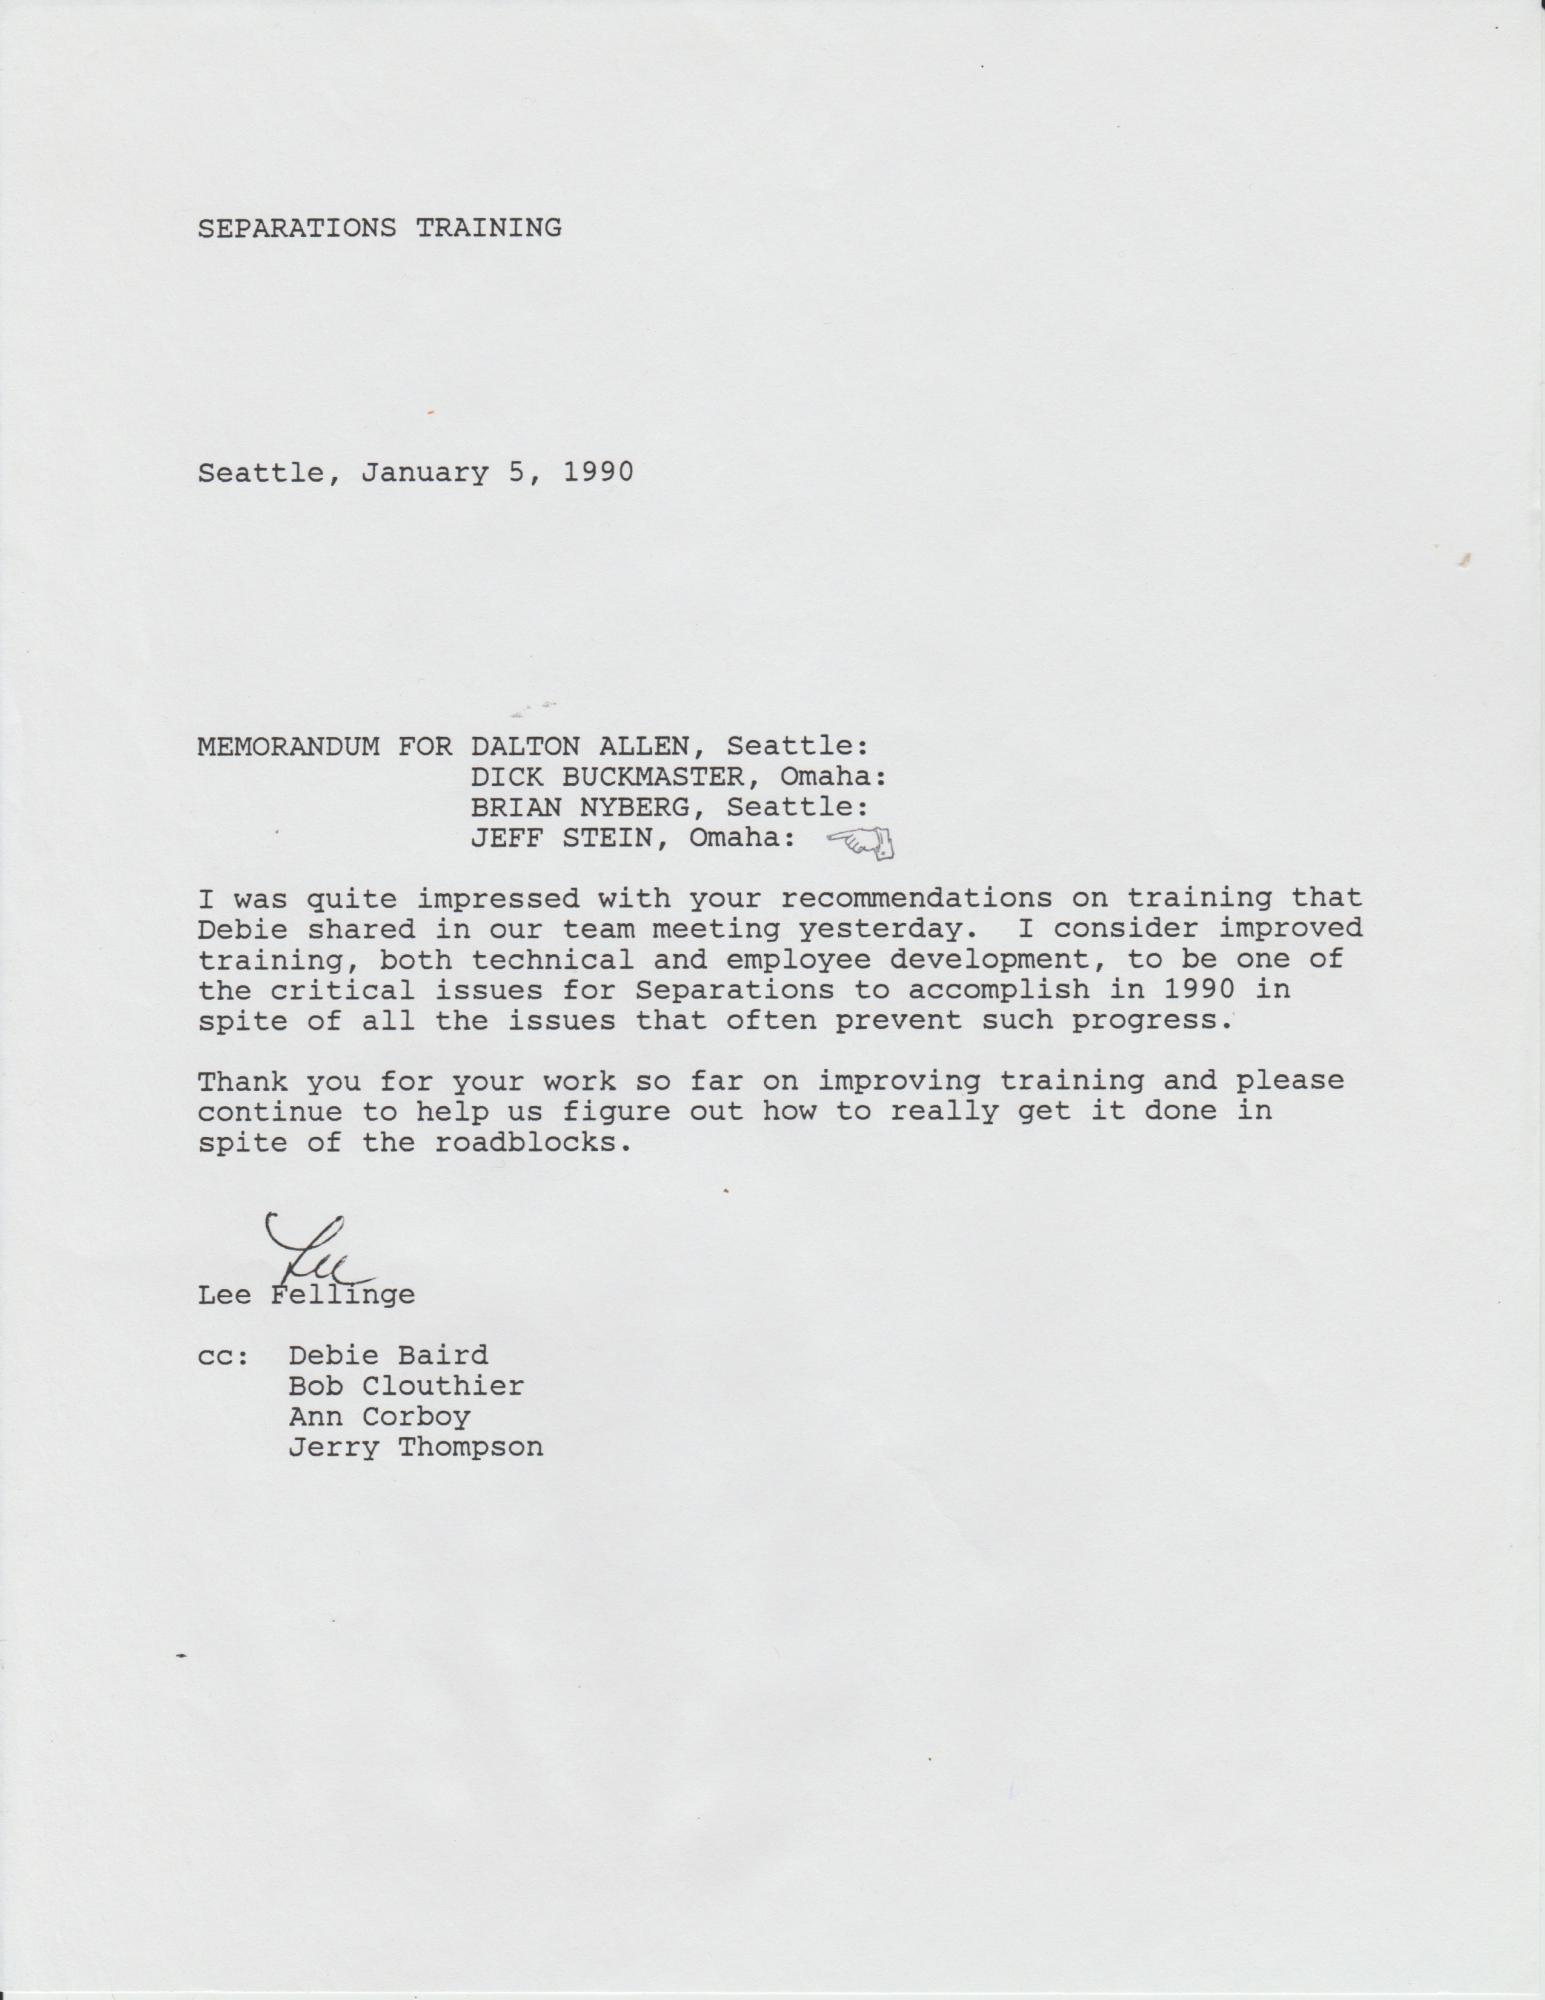 SEPARATIONS TRAINING
Seattle, January 5, 1990
MEMORANDUM FOR DALTON ALLEN, Seattle:
DICK BUCKMASTER, Omaha:
BRIAN NYBERG, Seattle:
JEFF STEIN, Omaha:
I was quite impressed with your recommendations on training that
Debie shared in our team meeting yesterday.  I consider improved
training, both technical and employee development, to be one of
the critical issues for Separations to accomplish in 1990 in
spite of all the issues that often prevent such progress.
Thank you for your work so far on improving training and please
continue to help us figure out how to really get it done in
spite of the roadblocks.
Lee
Lee Fellinge
cc:  Debie Baird
Bob Clouthier
Ann Corboy
Jerry Thompson